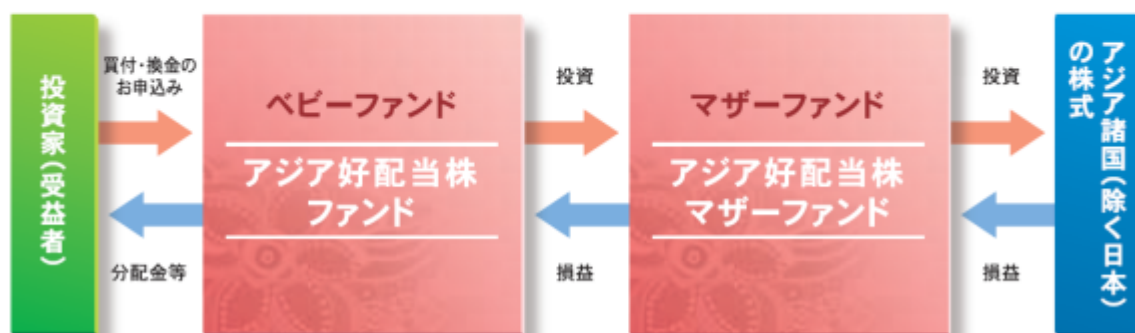 投資家(受益者)
買付・換金の
お申込み
分配金等
ベビーファンド
アジア好配当株
ファンド
投資
損益
マザーファンド
アジア好配当株
マザーファンド
投資
損益
アジア諸国(除く日本)
の株式